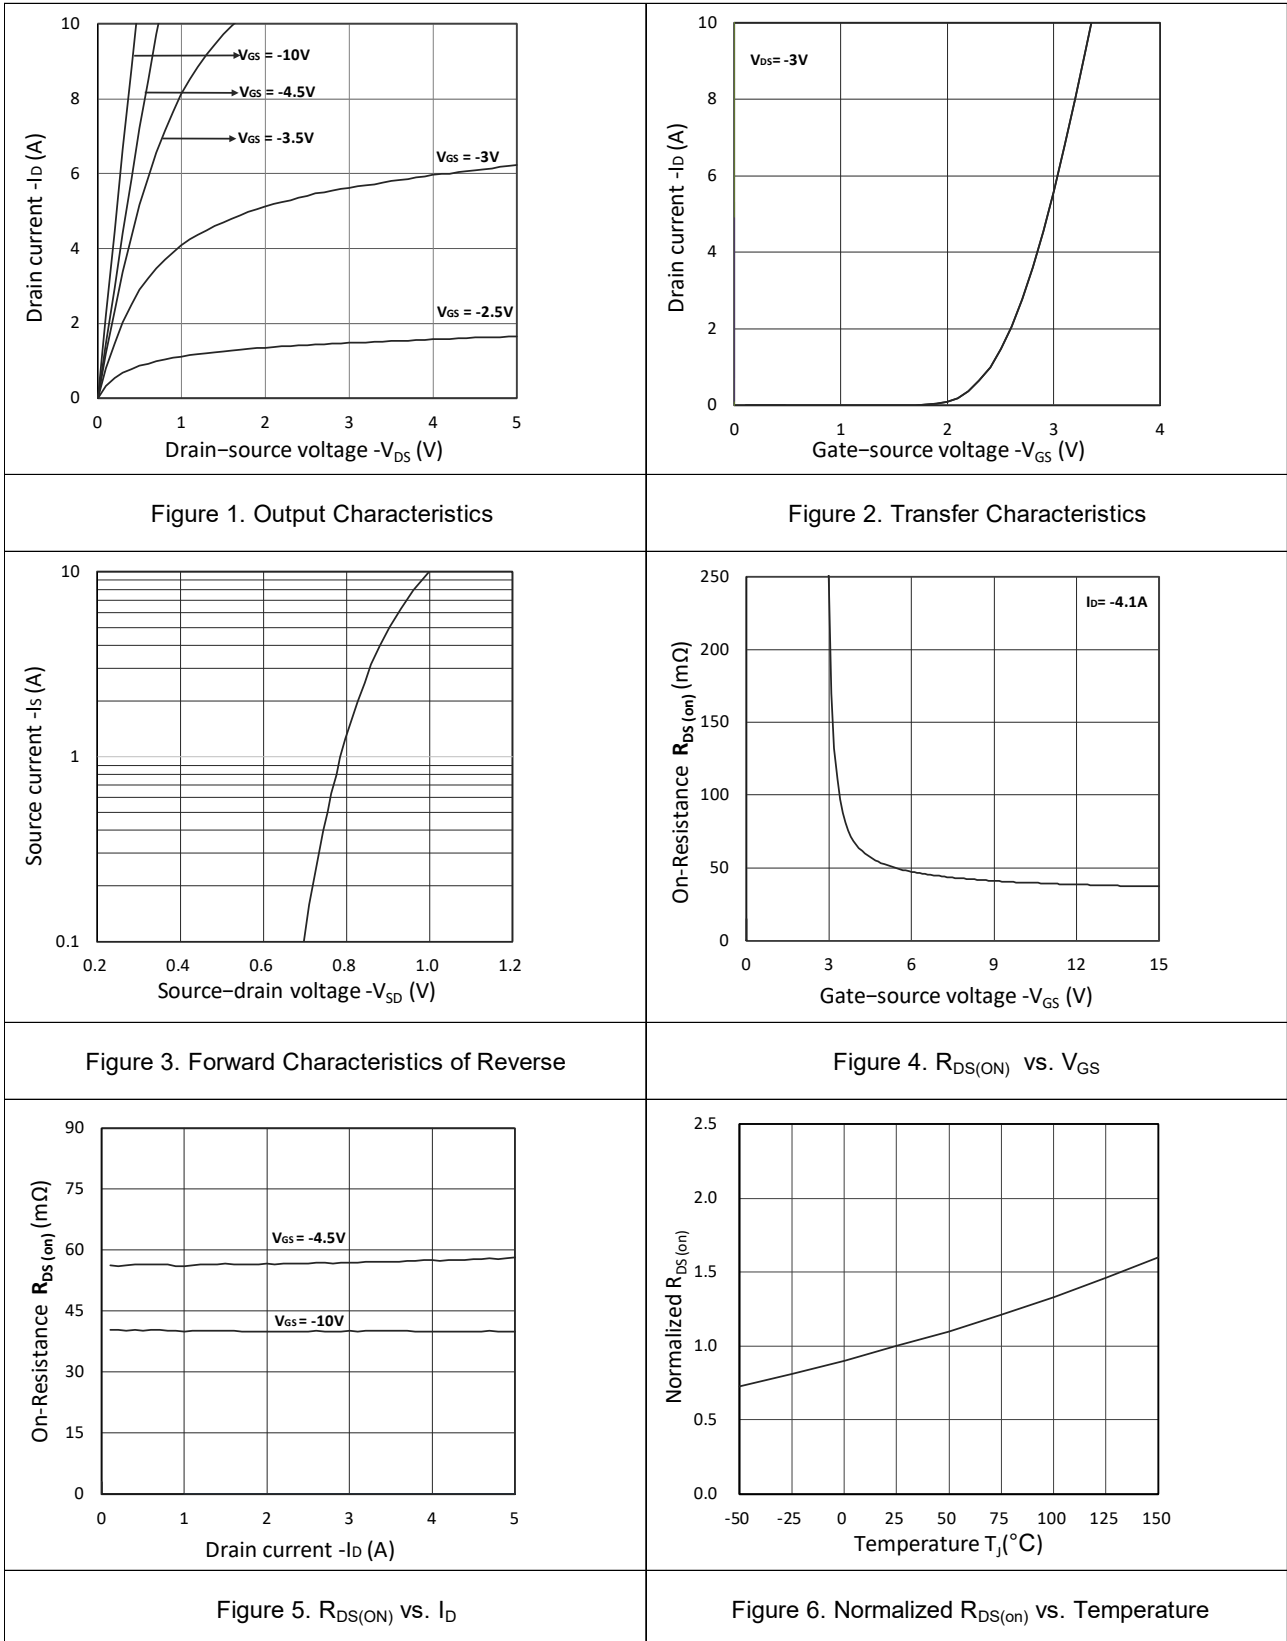 Drain current -ID (A)
10
8
6
4
2
0
VGS = -10V
VGS = -4.5V
VGS = -3.5V
VGS = -3V
VGS = -2.5V
0 1 2 3 4 5
Drain−source voltage -VDS (V)
Figure 1. Output Characteristics
Drain current -ID (A)
10
8
6
4
2
0
VDS= -3V
0 1 2 3 4
Gate−source voltage -VGS (V)
Figure 2. Transfer Characteristics
Source current -IS (A)
10
1
0.1
0.2 0.4 0.6 0.8 1.0 1.2
Source−drain voltage -VSD (V)
Figure 3. Forward Characteristics of Reverse
On-Resistance RDS(on) (mΩ)
250
200
150
100
50
0
ID= -4.1A
0 3 6 9 12 15
Gate−source voltage -VGS (V)
Figure 4. RDS(ON) vs. VGS
On-Resistance RDS(on) (mΩ)
90
75
60
45
30
15
0
VGS = -4.5V
VGS = -10V
0 1 2 3 4 5
Drain current -ID (A)
Figure 5. RDS(ON) vs. ID
Normalized RDS(on)
2.5
2.0
1.5
1.0
0.5
0.0
-50 -25 0 25 50 75 100 125 150
Temperature TJ(°C)
Figure 6. Normalized RDS(on) vs. Temperature